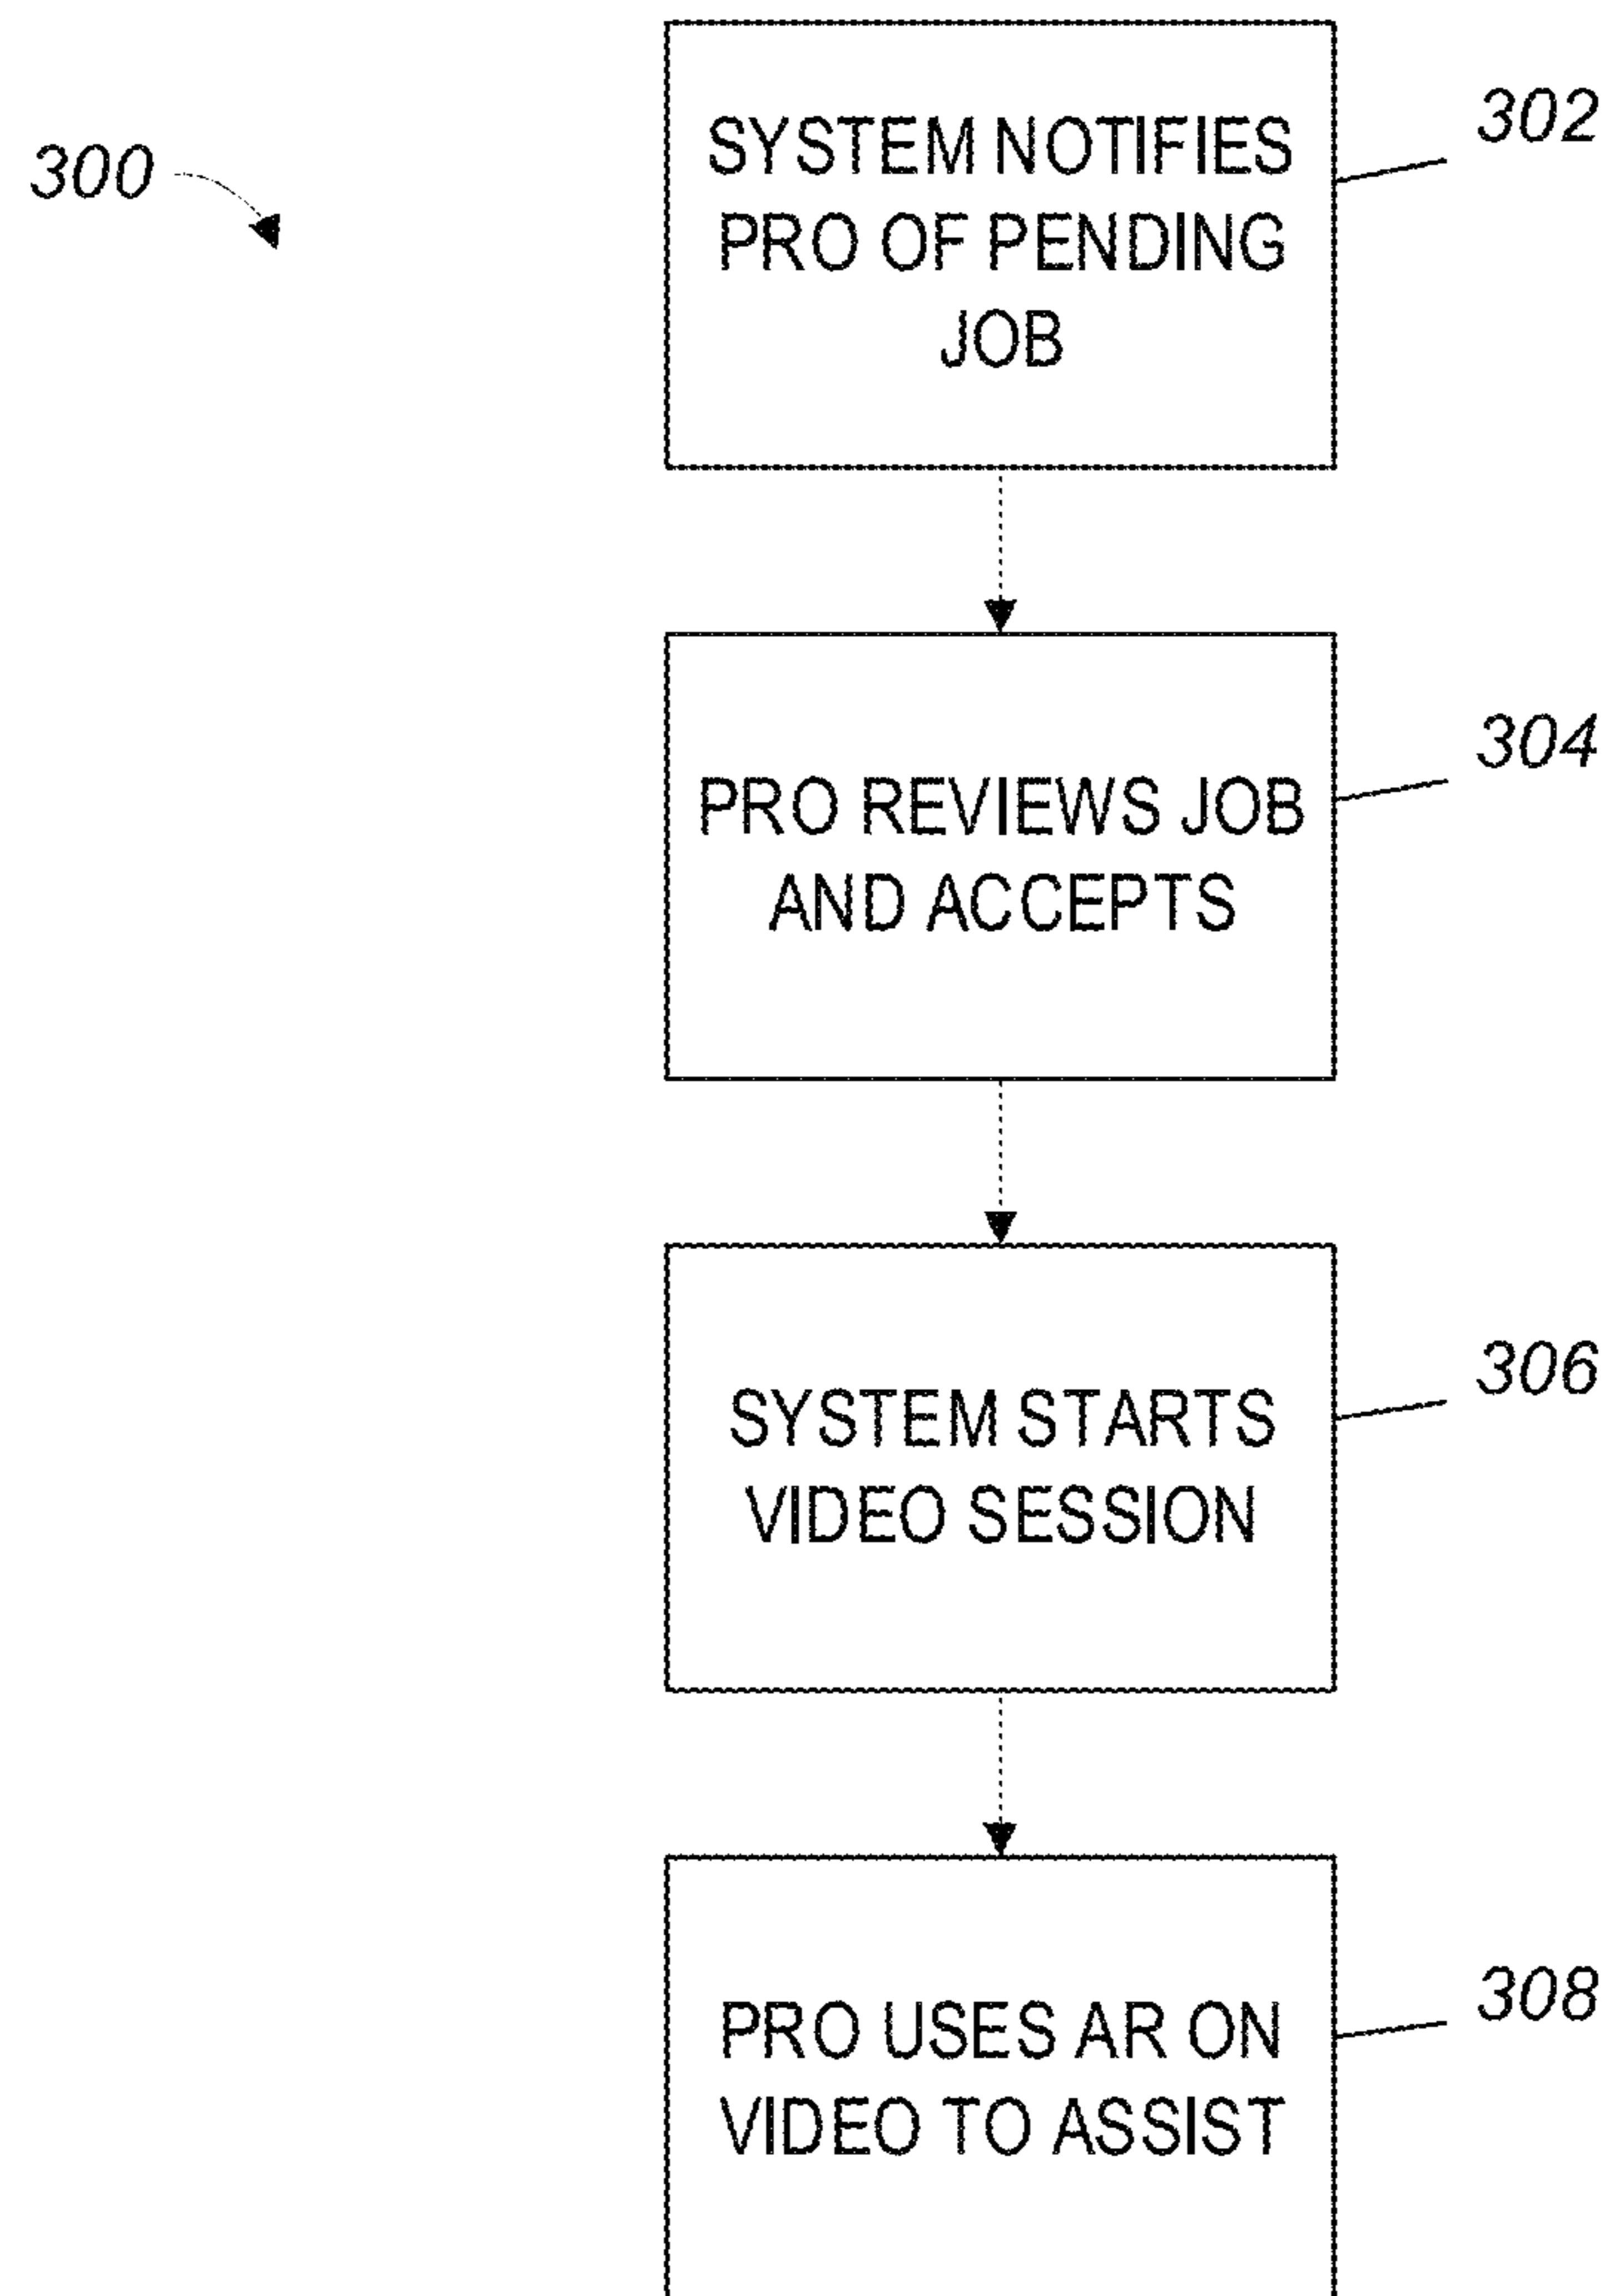 300
302
SYSTEM NOTIFIES
PRO OF PENDING
JOB
304
PRO REVIEWS JOB
AND ACCEPTS
306
SYSTEM STARTS
VIDEO SESSION
308
PRO USES AR ON
VIDEO TO ASSIST